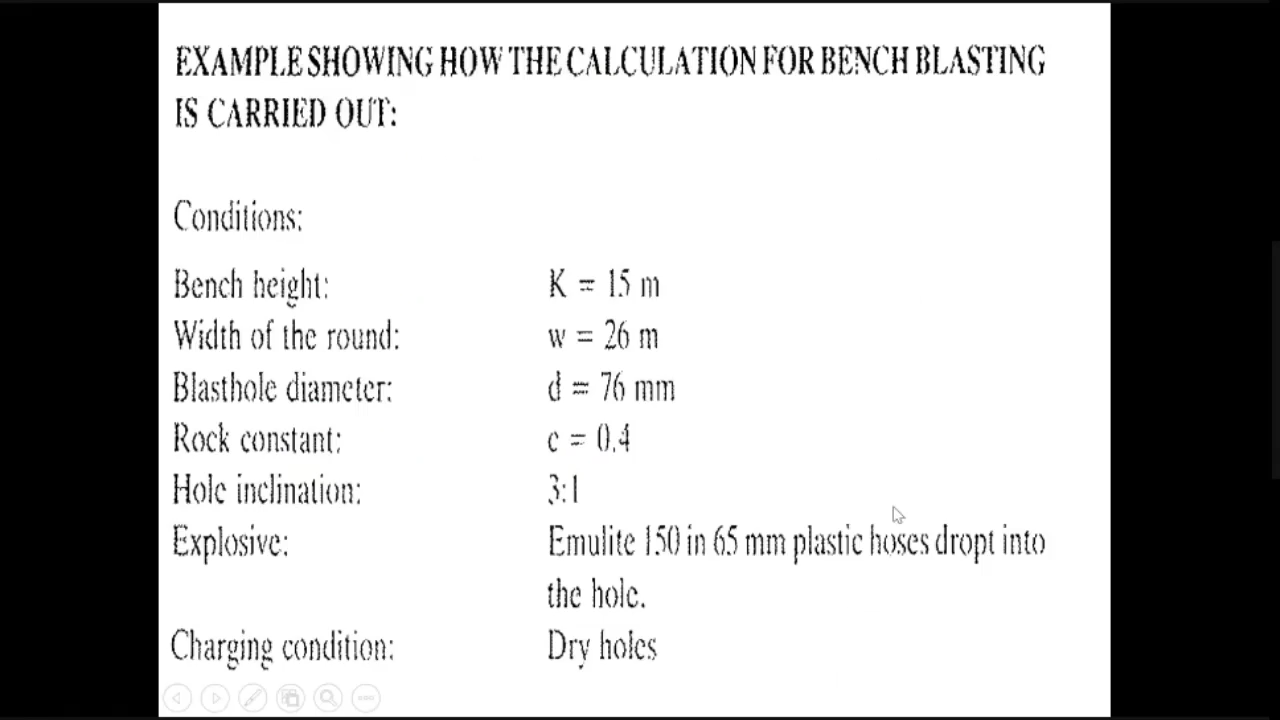 EXAMPLE SHOWING HOW THE CALCULATION FOR BENCH BLASTING
IS CARRIED OUT:
Conditions:
Bench height: K = 15 m
Width of the round: w = 26 m
Blasthole diameter: d = 76 mm
Rock constant: c = 0.4
Hole inclination: 3:1
Explosive: Emulite 150 in 65 mm plastic hoses dropt into
the hole.
Charging condition: Dry holes